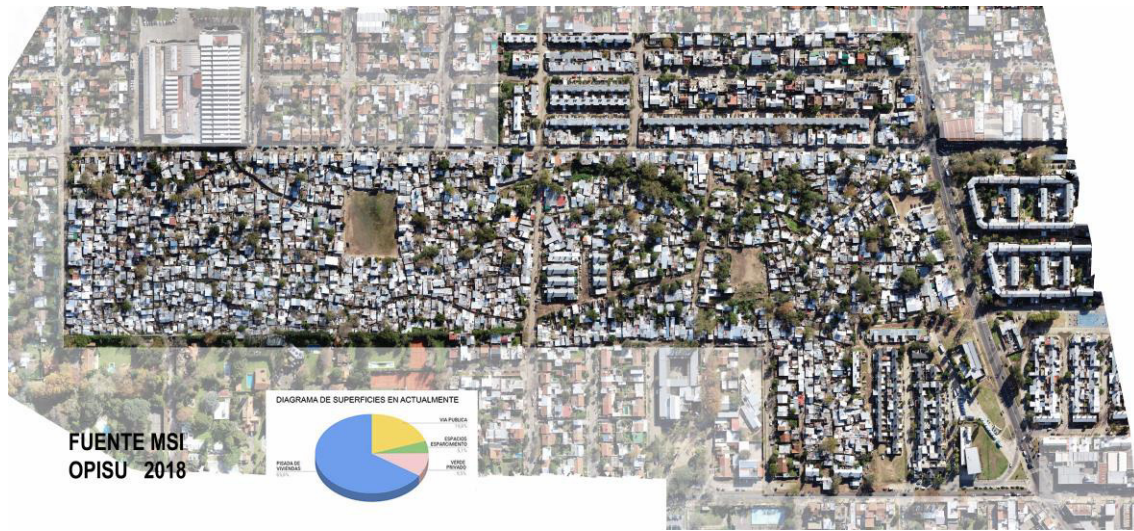 DIAGRAMA DE SUPERFICIES EN ACTUALMENTE
VIA PUBLICA
ESPACIOS
ESPARCIMIENTO
VERDE
PRIVADO
PISADA DE
VIVIENDAS
FUENTE MSI
OPISU 2018